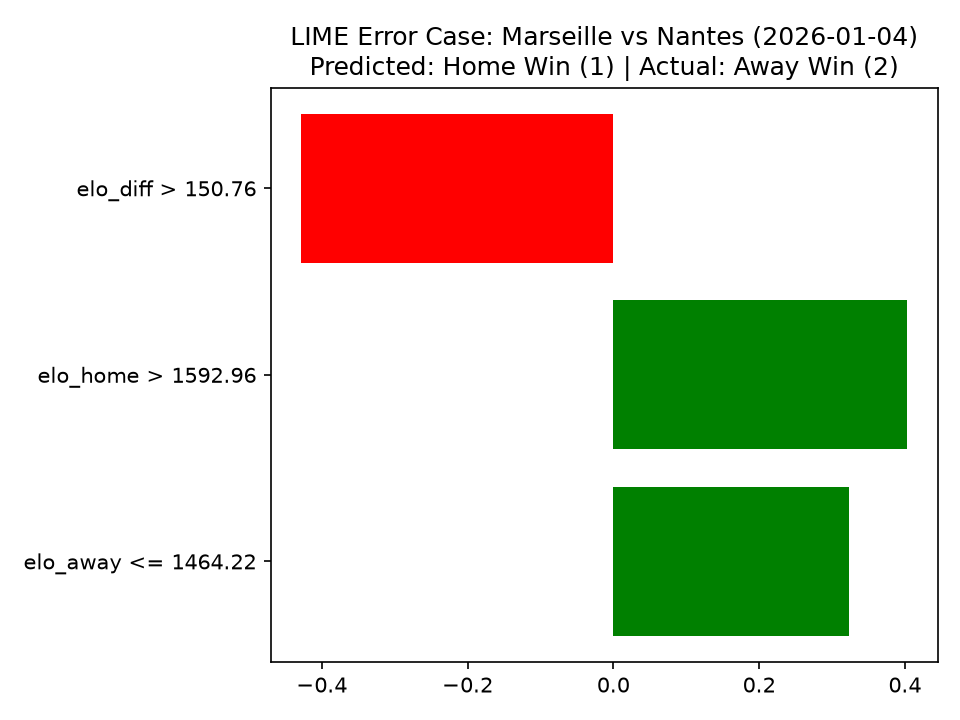 LIME Error Case: Marseille vs Nantes (2026-01-04)
Predicted: Home Win (1) | Actual: Away Win (2)
elo_diff > 150.76
elo_home > 1592.96
elo_away <= 1464.22
−0.4 −0.2 0.0 0.2 0.4